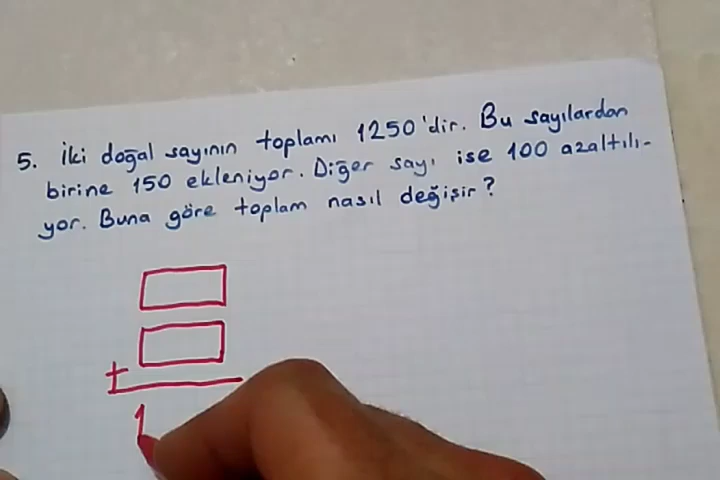 5. İki doğal sayının toplamı 1250'dir. Bu sayılardan
birine 150 ekleniyor. Diğer sayı ise 100 azaltılı-
yor. Buna göre toplam nasıl değişir?
+
1